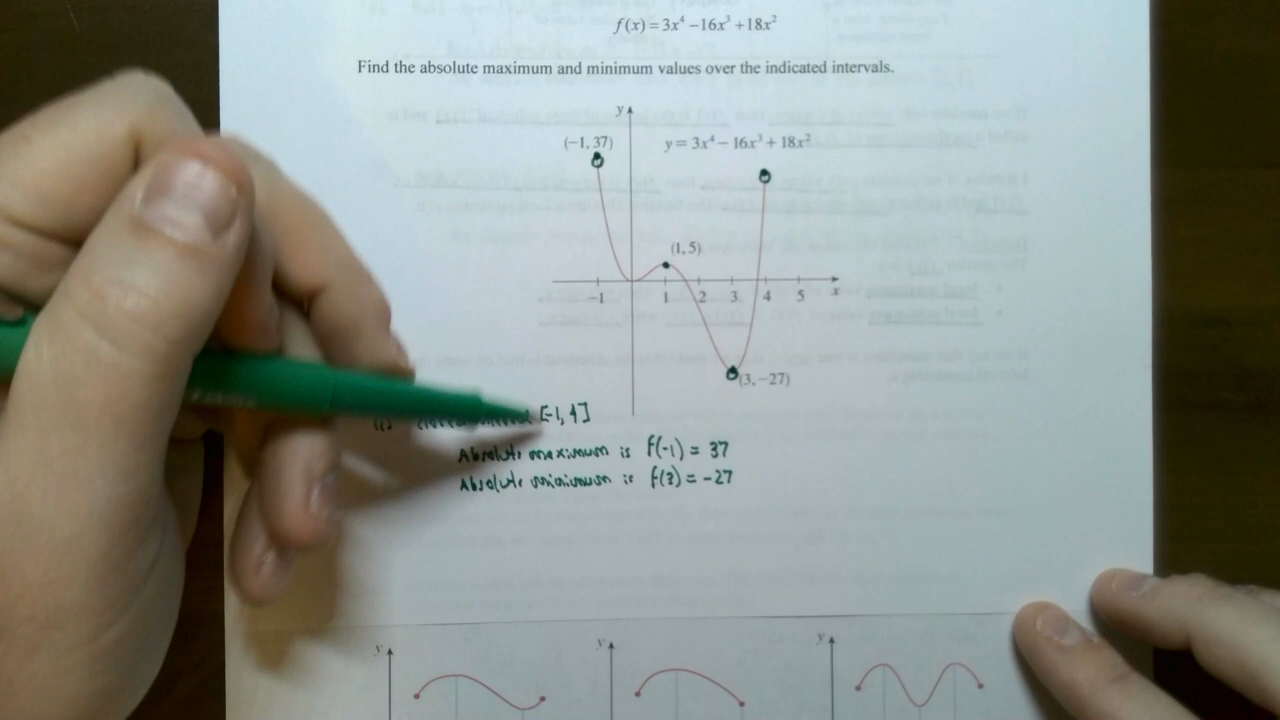 f(x) = 3x⁴ − 16x³ + 18x²
Find the absolute maximum and minimum values over the indicated intervals.
y
(−1, 37)
y = 3x⁴ − 16x³ + 18x²
(1, 5)
−1 1 2 3 4 5 x
(3, −27)
[-1, 4]
Absolute maximum is f(-1) = 37
Absolute minimum is f(3) = -27
y y y